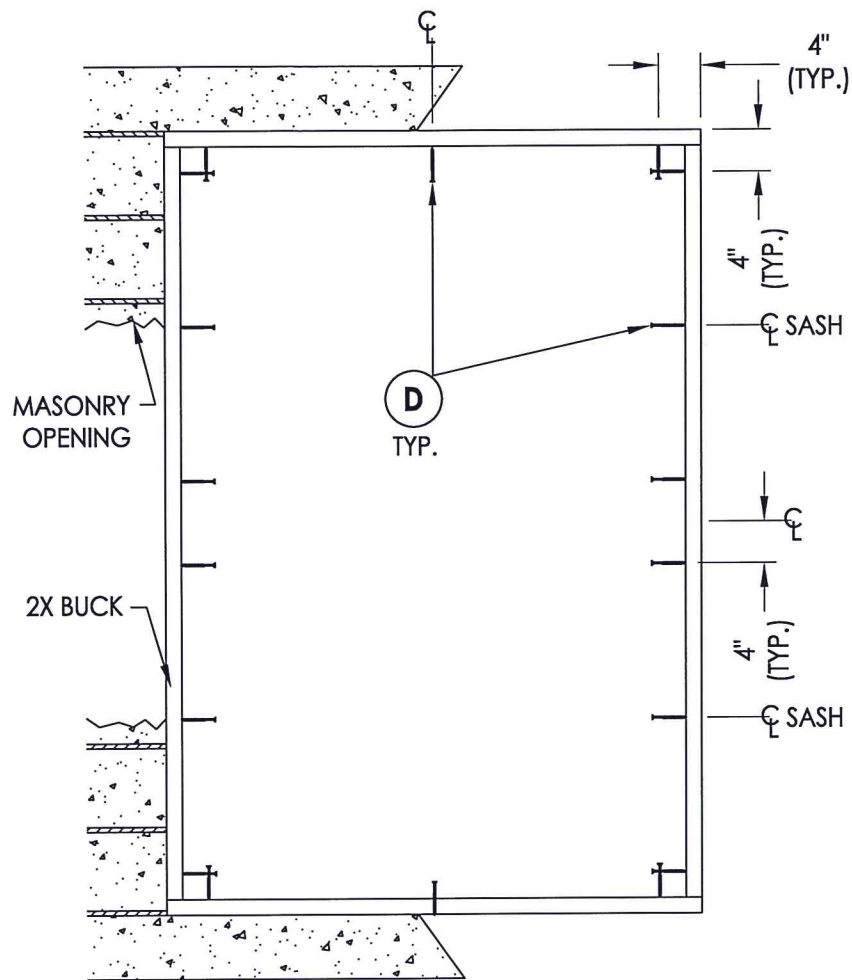 ℄
4"
(TYP.)
4"
(TYP.)
℄ SASH
MASONRY
OPENING
D
TYP.
℄
2X BUCK
4"
(TYP.)
℄ SASH